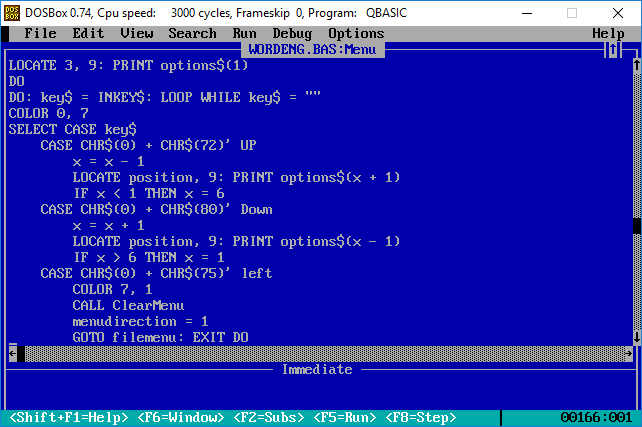 DOSBox 0.74, Cpu speed:    3000 cycles, Frameskip  0, Program:   QBASIC
File  Edit  View  Search  Run  Debug  Options  Help
WORDENG.BAS:Menu
LOCATE 3, 9: PRINT options$(1)
DO
DO: key$ = INKEY$: LOOP WHILE key$ = ""
COLOR 0, 7
SELECT CASE key$
    CASE CHR$(0) + CHR$(72)' UP
        x = x - 1
        LOCATE position, 9: PRINT options$(x + 1)
        IF x < 1 THEN x = 6
    CASE CHR$(0) + CHR$(80)' Down
        x = x + 1
        LOCATE position, 9: PRINT options$(x - 1)
        IF x > 6 THEN x = 1
    CASE CHR$(0) + CHR$(75)' left
        COLOR 7, 1
        CALL ClearMenu
        menudirection = 1
        GOTO filemenu: EXIT DO
Immediate
<Shift+F1=Help> <F6=Window> <F2=Subs> <F5=Run> <F8=Step>  00166:001